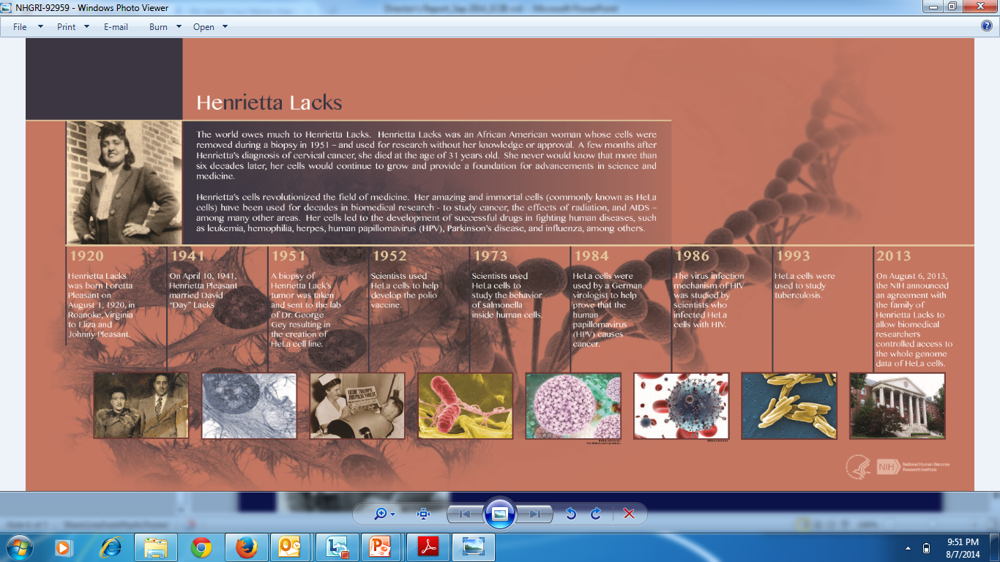 NHGRI-92959 - Windows Photo Viewer
File Print E-mail Burn Open
Henrietta Lacks
The world owes much to Henrietta Lacks. Henrietta Lacks was an African American woman whose cells were
removed during a biopsy in 1951 – and used for research without her knowledge or approval. A few months after
Henrietta's diagnosis of cervical cancer, she died at the age of 31 years old. She never would know that more than
six decades later, her cells would continue to grow and provide a foundation for advancements in science and
medicine.
Henrietta's cells revolutionized the field of medicine. Her amazing and immortal cells (commonly known as HeLa
cells) have been used for decades in biomedical research - to study cancer, the effects of radiation, and AIDS –
among many other areas. Her cells led to the development of successful drugs in fighting human diseases, such
as leukemia, hemophilia, herpes, human papillomavirus (HPV), Parkinson's disease, and influenza, among others.
1920
Henrietta Lacks
was born Loretta
Pleasant on
August 1, 1920, in
Roanoke, Virginia
to Eliza and
Johnny Pleasant.
1941
On April 10, 1941,
Henrietta Pleasant
married David
“Day” Lacks
1951
A biopsy of
Henrietta Lack's
tumor was taken
and sent to the lab
of Dr. George
Gey resulting in
the creation of
HeLa cell line.
1952
Scientists used
HeLa cells to help
develop the polio
vaccine.
1973
Scientists used
HeLa cells to
study the behavior
of salmonella
inside human cells.
1984
HeLa cells were
used by a German
virologist to help
prove that the
human
papillomavirus
(HPV) causes
cancer.
1986
The virus infection
mechanism of HIV
was studied by
scientists who
infected HeLa
cells with HIV.
1993
HeLa cells were
used to study
tuberculosis.
2013
On August 6, 2013,
the NIH announced
an agreement with
the family of
Henrietta Lacks to
allow biomedical
researchers
controlled access to
the whole genome
data of HeLa cells.
NIH
National Human Genome
Research Institute
9:51 PM
8/7/2014